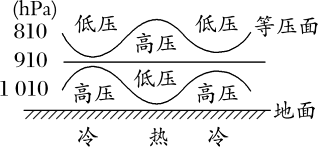 (hPa)
810 低压 低压 等压面
高压
910
低压
1 010 高压 高压
地面
冷 热 冷